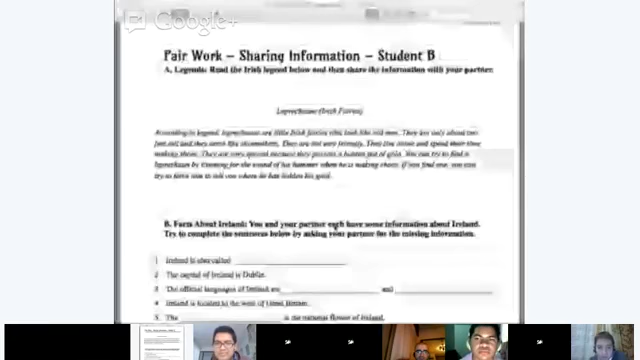 Google+
Pair Work – Sharing Information – Student B
A. Legends: Read the Irish legend below and then share the information with your partner.
Leprechauns (Irish Fairies)
According to legend, leprechauns are little Irish fairies who look like old men. They are only about two
feet tall and they dress like shoemakers. They are not very friendly. They live alone and spend their time
making shoes. They are very special because they possess a hidden pot of gold. You can try to find a
leprechaun by listening for the sound of his hammer when he is making shoes. If you find one, you can
try to force him to tell you where he has hidden his gold.
B. Facts About Ireland: You and your partner each have some information about Ireland.
Try to complete the sentences below by asking your partner for the missing information.
1 Ireland is also called
2 The capital of Ireland is Dublin.
3 The official languages of Ireland are and
4 Ireland is located to the west of Great Britain.
5 The is the national flower of Ireland.